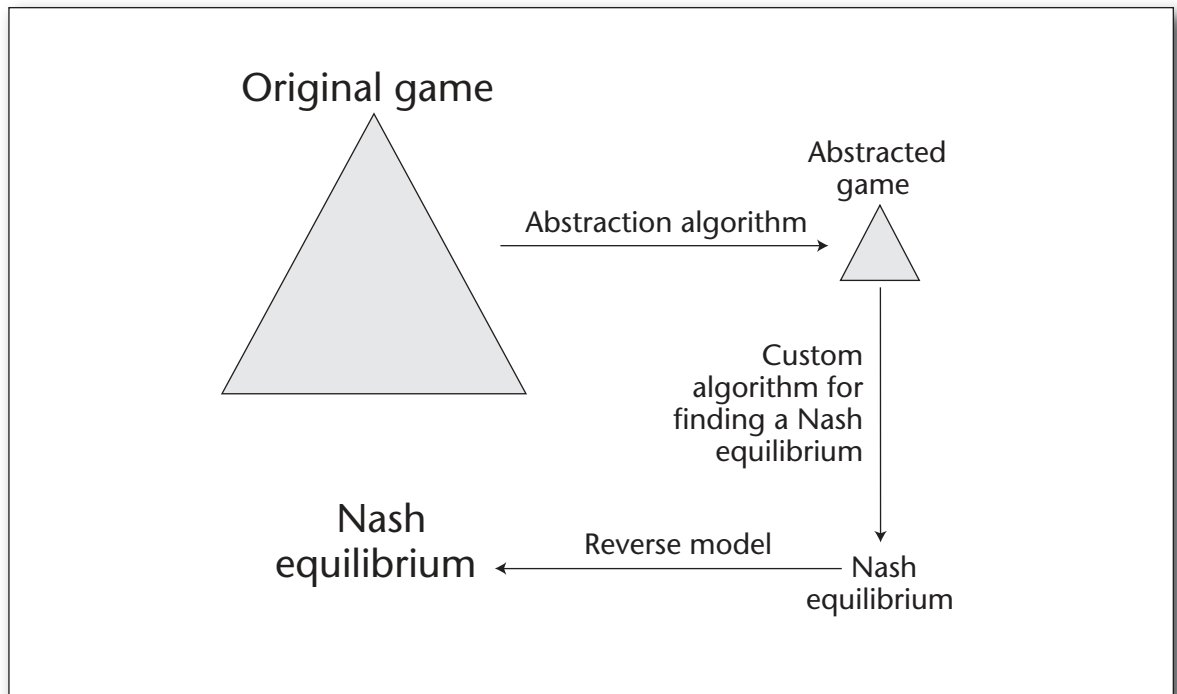 Original game
Abstracted
game
Abstraction algorithm
Custom
algorithm for
finding a Nash
equilibrium
Nash
equilibrium
Reverse model
Nash
equilibrium